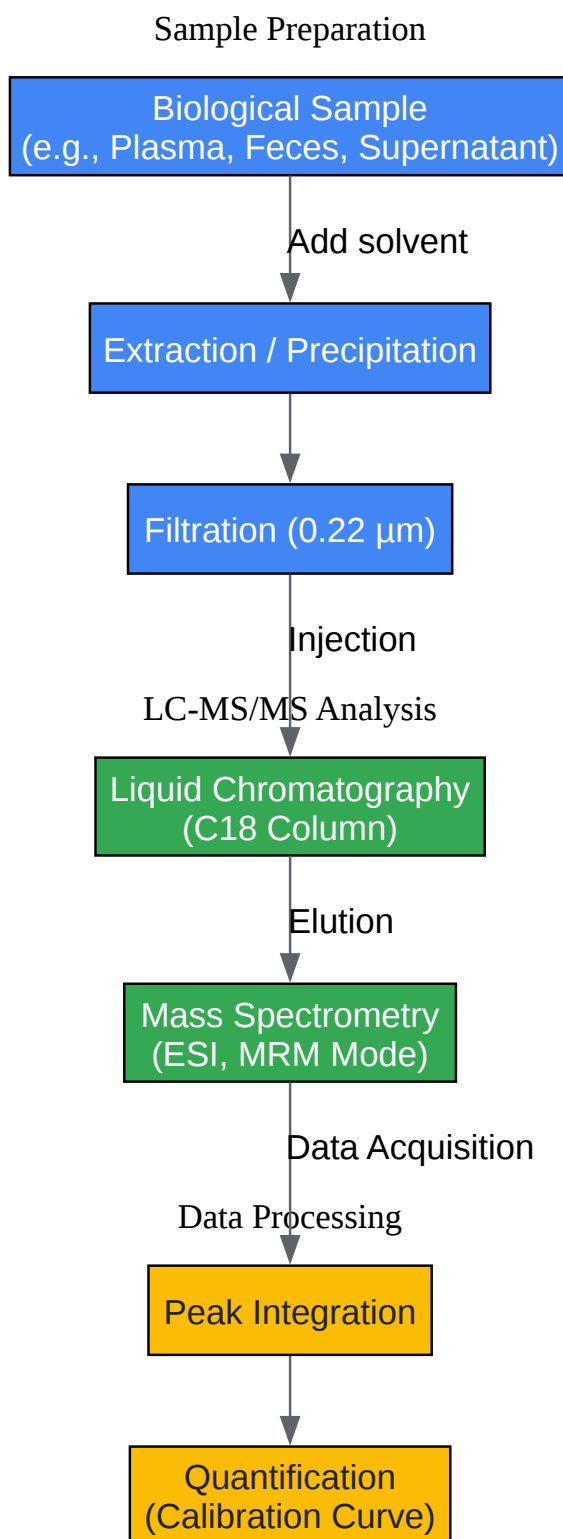 Sample Preparation
Biological Sample
(e.g., Plasma, Feces, Supernatant)
Add solvent
Extraction / Precipitation
Filtration (0.22 µm)
Injection
LC-MS/MS Analysis
Liquid Chromatography
(C18 Column)
Elution
Mass Spectrometry
(ESI, MRM Mode)
Data Acquisition
Data Processing
Peak Integration
Quantification
(Calibration Curve)